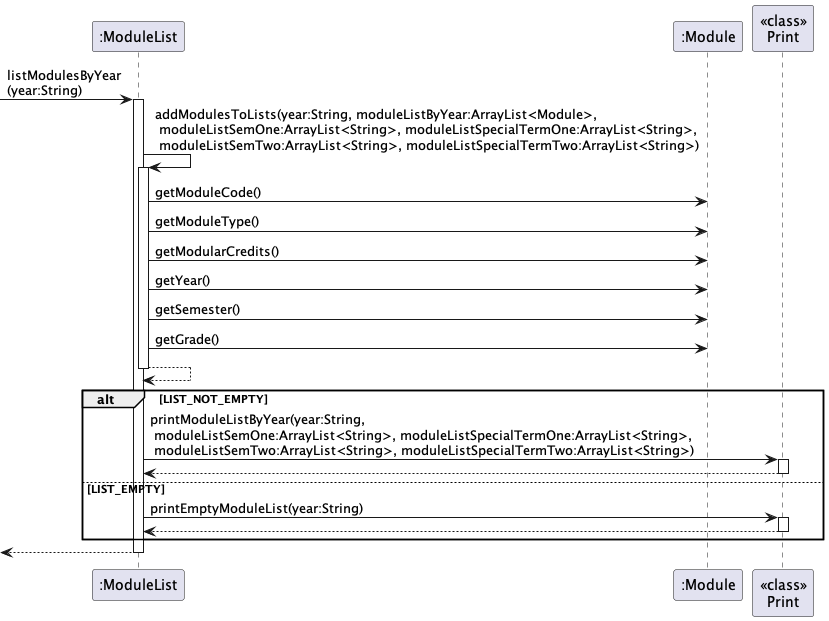 :ModuleList
:Module
«class»
Print
listModulesByYear
(year:String)
addModulesToLists(year:String, moduleListByYear:ArrayList<Module>,
moduleListSemOne:ArrayList<String>, moduleListSpecialTermOne:ArrayList<String>,
moduleListSemTwo:ArrayList<String>, moduleListSpecialTermTwo:ArrayList<String>)
getModuleCode()
getModuleType()
getModularCredits()
getYear()
getSemester()
getGrade()
alt
[LIST_NOT_EMPTY]
printModuleListByYear(year:String,
moduleListSemOne:ArrayList<String>, moduleListSpecialTermOne:ArrayList<String>,
moduleListSemTwo:ArrayList<String>, moduleListSpecialTermTwo:ArrayList<String>)
[LIST_EMPTY]
printEmptyModuleList(year:String)
:ModuleList
:Module
«class»
Print